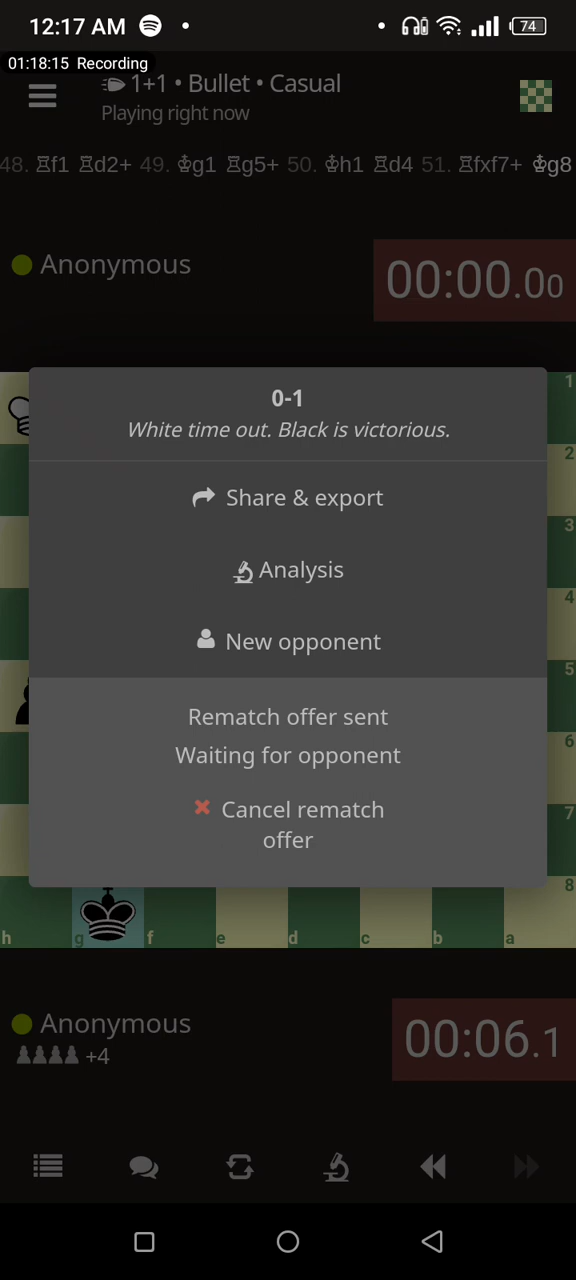 12:17 AM
74
01:18:15 Recording
1+1 • Bullet • Casual
Playing right now
48. ♖f1 ♖d2+ 49. ♔g1 ♖g5+ 50. ♔h1 ♖d4 51. ♖fxf7+ ♔g8
Anonymous
00:00.00
0-1
White time out. Black is victorious.
1
2
Share & export
3
Analysis
4
New opponent
5
Rematch offer sent
6
Waiting for opponent
Cancel rematch
7
offer
8
h g f e d c b a
Anonymous
+4
00:06.1